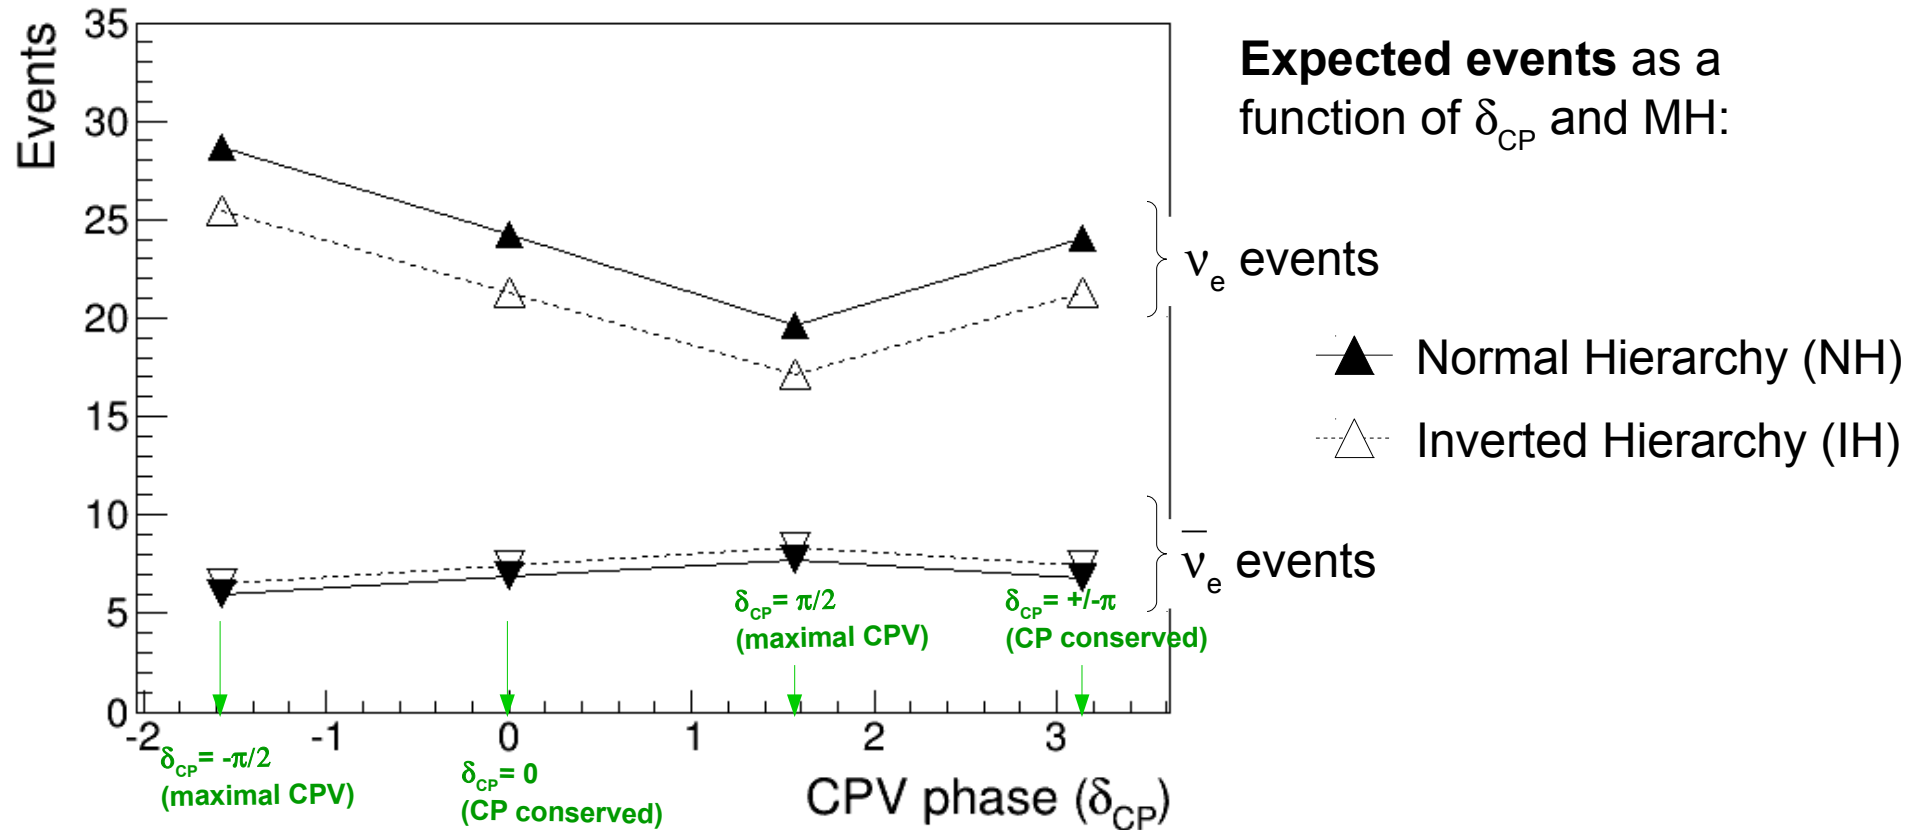 Events
35
30
25
20
15
10
5
0
-2
-1
0
1
2
3
CPV phase (δCP)
δCP= -π/2
(maximal CPV)
δCP= 0
(CP conserved)
δCP= π/2
(maximal CPV)
δCP= +/-π
(CP conserved)
Expected events as a
function of δCP and MH:
νe events
Normal Hierarchy (NH)
Inverted Hierarchy (IH)
ν̅e events